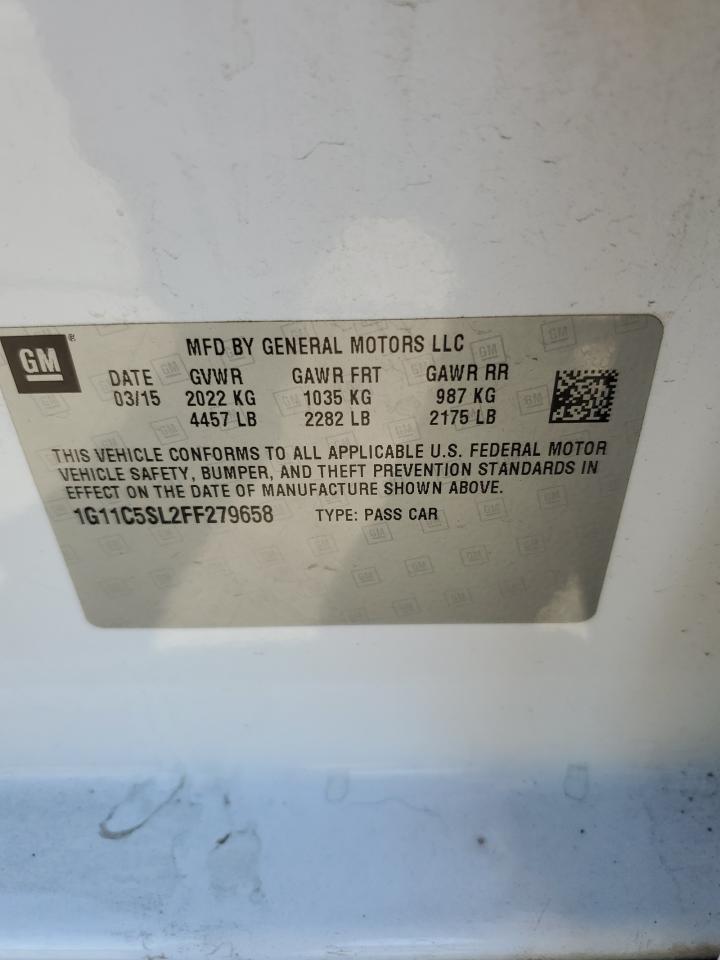 GM®
MFD BY GENERAL MOTORS LLC
DATE GVWR GAWR FRT GAWR RR
03/15 2022 KG 1035 KG 987 KG
4457 LB 2282 LB 2175 LB
THIS VEHICLE CONFORMS TO ALL APPLICABLE U.S. FEDERAL MOTOR
VEHICLE SAFETY, BUMPER, AND THEFT PREVENTION STANDARDS IN
EFFECT ON THE DATE OF MANUFACTURE SHOWN ABOVE.
1G11C5SL2FF279658 TYPE: PASS CAR